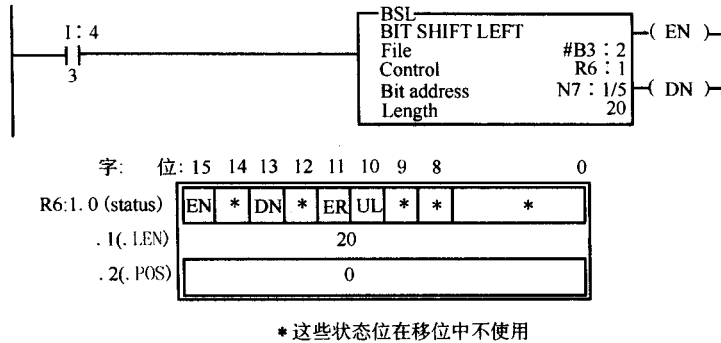 BSL
BIT SHIFT LEFT
I:4
3
( EN )
File #B3:2
Control R6:1
Bit address N7:1/5
( DN )
Length 20
字: 位: 15 14 13 12 11 10 9 8 0
R6:1. 0 (status) EN * DN * ER UL * * *
. 1(. LEN) 20
. 2(. POS) 0
* 这些状态位在移位中不使用